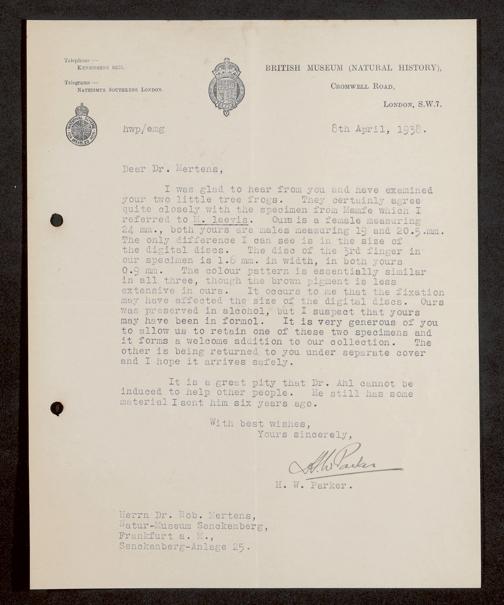 Telephone :—
Kensington 6323.
Telegrams :—
Nathismus Southkens London.
BRITISH MUSEUM (NATURAL HISTORY),
Cromwell Road,
London, S.W.7.
hwp/emg
8th April, 1938.
Dear Dr. Mertens,
I was glad to hear from you and have examined
your two little tree frogs. They certainly agree
quite closely with the specimen from Mamfe which I
referred to H. laevis. Ours is a female measuring
24 mm., both yours are males measuring 19 and 20.5.mm.
The only difference I can see is in the size of
the digital discs. The disc of the 3rd finger in
our specimen is 1.6 mm. in width, in both yours
0.9 mm. The colour pattern is essentially similar
in all three, though the brown pigment is less
extensive in ours. It occurs to me that the fixation
may have affected the size of the digital discs. Ours
was preserved in alcohol, but I suspect that yours
may have been in formol. It is very generous of you
to allow us to retain one of these two specimens and
it forms a welcome addition to our collection. The
other is being returned to you under separate cover
and I hope it arrives safely.
It is a great pity that Dr. Ahl cannot be
induced to help other people. He still has some
material I sent him six years ago.
With best wishes,
Yours sincerely,
H.W. Parker
H. W. Parker.
Herrn Dr. Rob. Mertens,
Natur-Museum Senckenberg,
Frankfurt a. M.,
Senckenberg-Anlage 25.